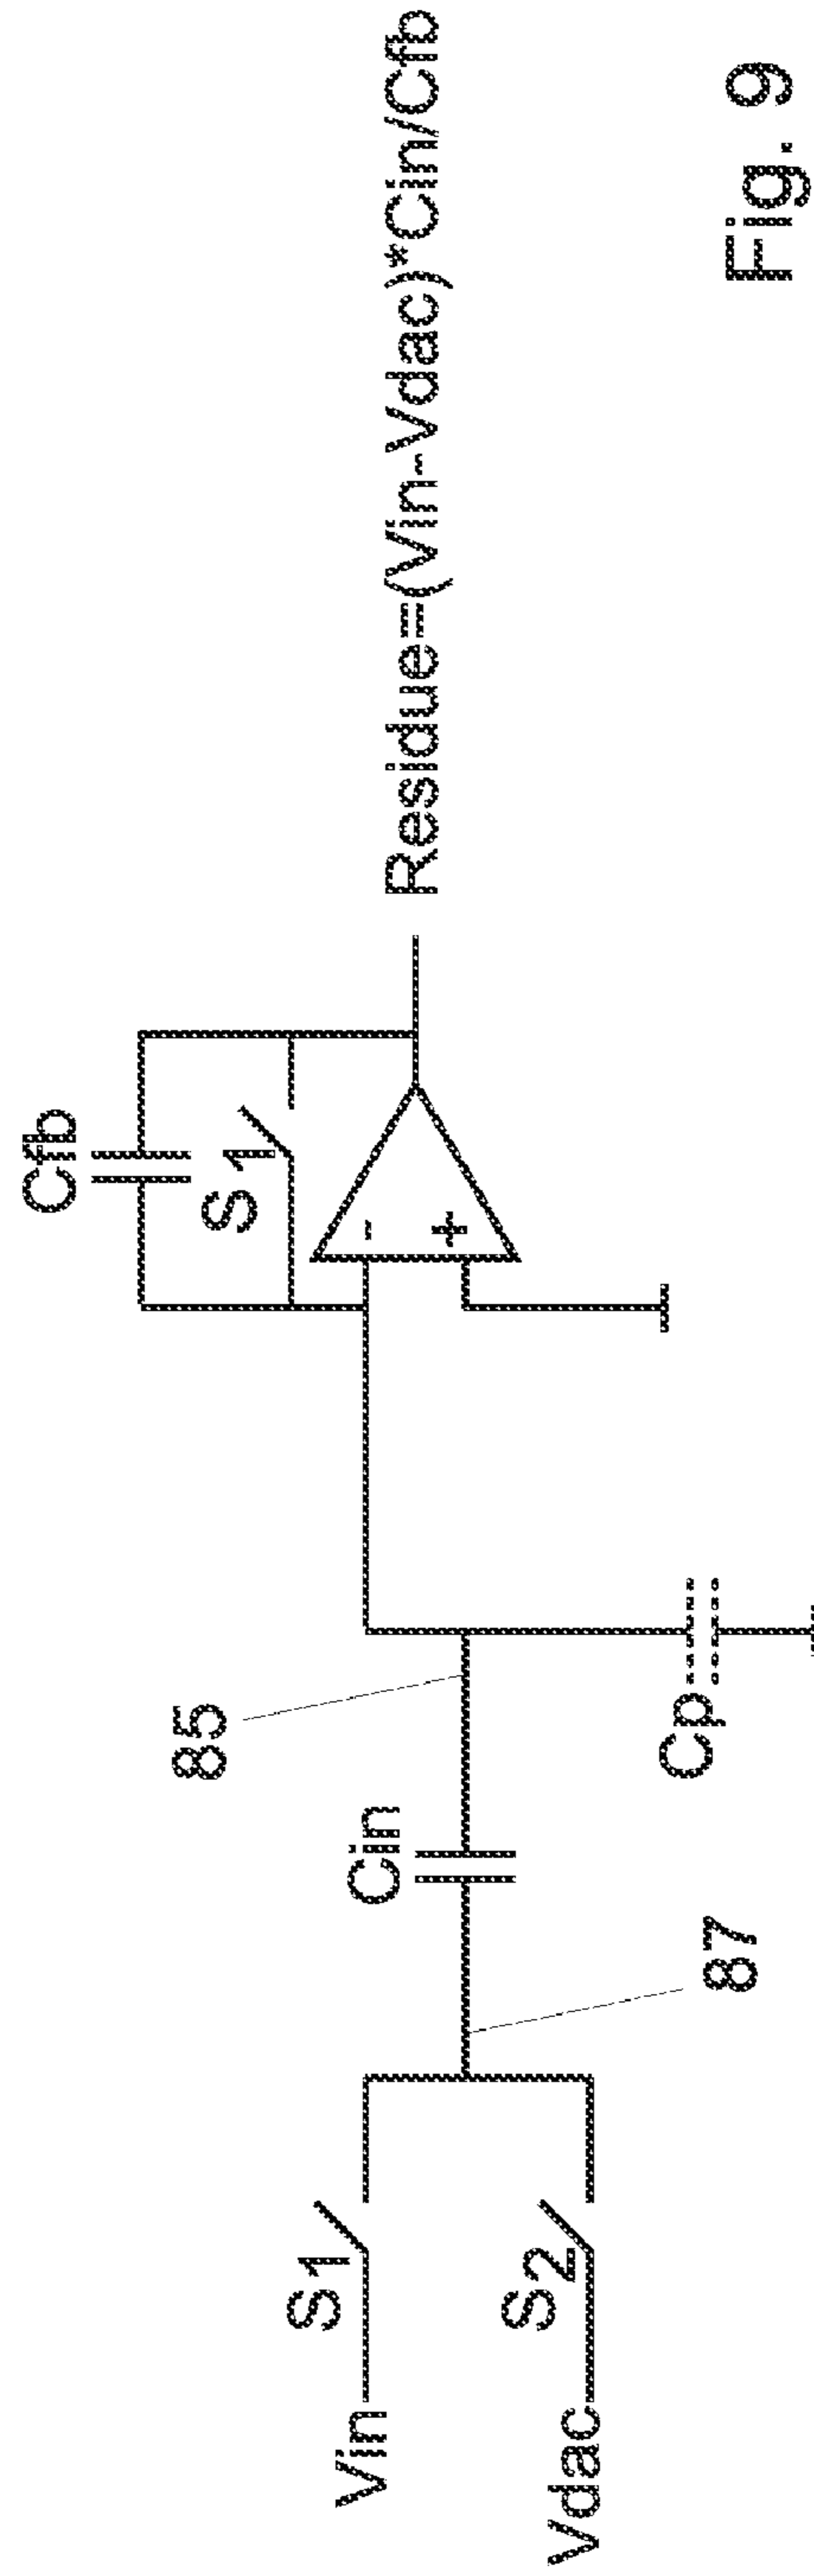 Cfb
S1
-
+
Residue=(Vin-Vdac)*Cin/Cfb
85
Cin
S1
Vin
S2
Vdac
87
Cp
Fig. 9